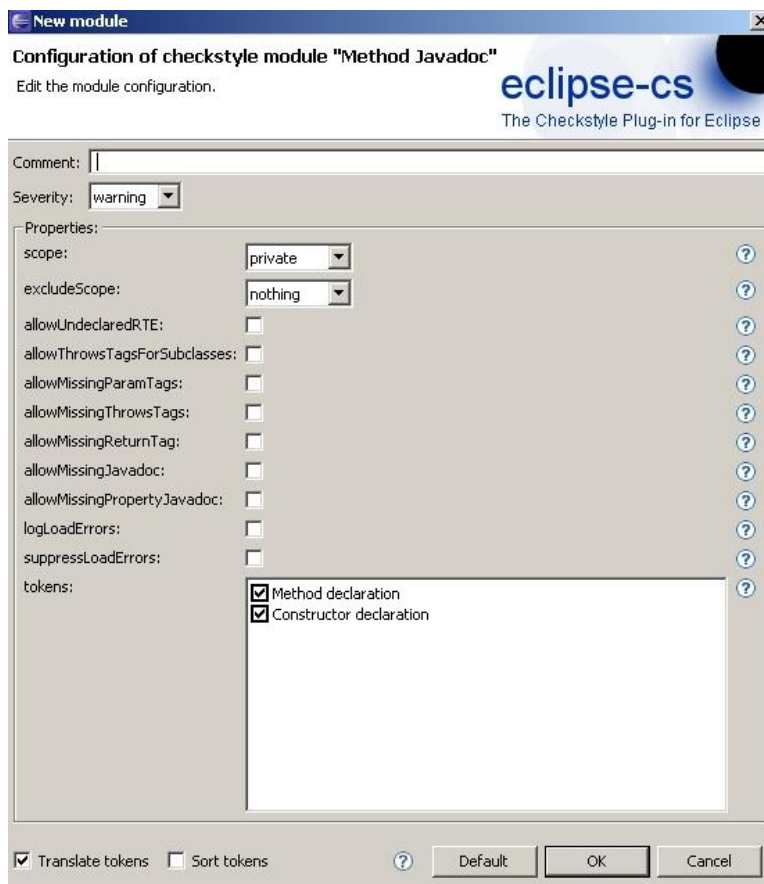 New module
Configuration of checkstyle module "Method Javadoc"
Edit the module configuration.
eclipse-cs
The Checkstyle Plug-in for Eclipse
Comment:
Severity: warning
Properties:
scope: private
excludeScope: nothing
allowUndeclaredRTE:
allowThrowsTagsForSubclasses:
allowMissingParamTags:
allowMissingThrowsTags:
allowMissingReturnTag:
allowMissingJavadoc:
allowMissingPropertyJavadoc:
logLoadErrors:
suppressLoadErrors:
tokens: Method declaration
Constructor declaration
Translate tokens Sort tokens Default OK Cancel